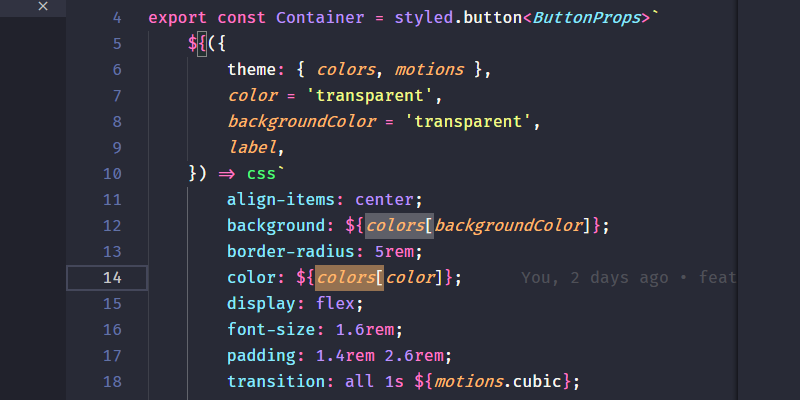 ×
4 export const Container = styled.button<ButtonProps>`
5 ${({
6 theme: { colors, motions },
7 color = 'transparent',
8 backgroundColor = 'transparent',
9 label,
10 }) => css`
11 align-items: center;
12 background: ${colors[backgroundColor]};
13 border-radius: 5rem;
14 color: ${colors[color]}; You, 2 days ago • feat
15 display: flex;
16 font-size: 1.6rem;
17 padding: 1.4rem 2.6rem;
18 transition: all 1s ${motions.cubic};